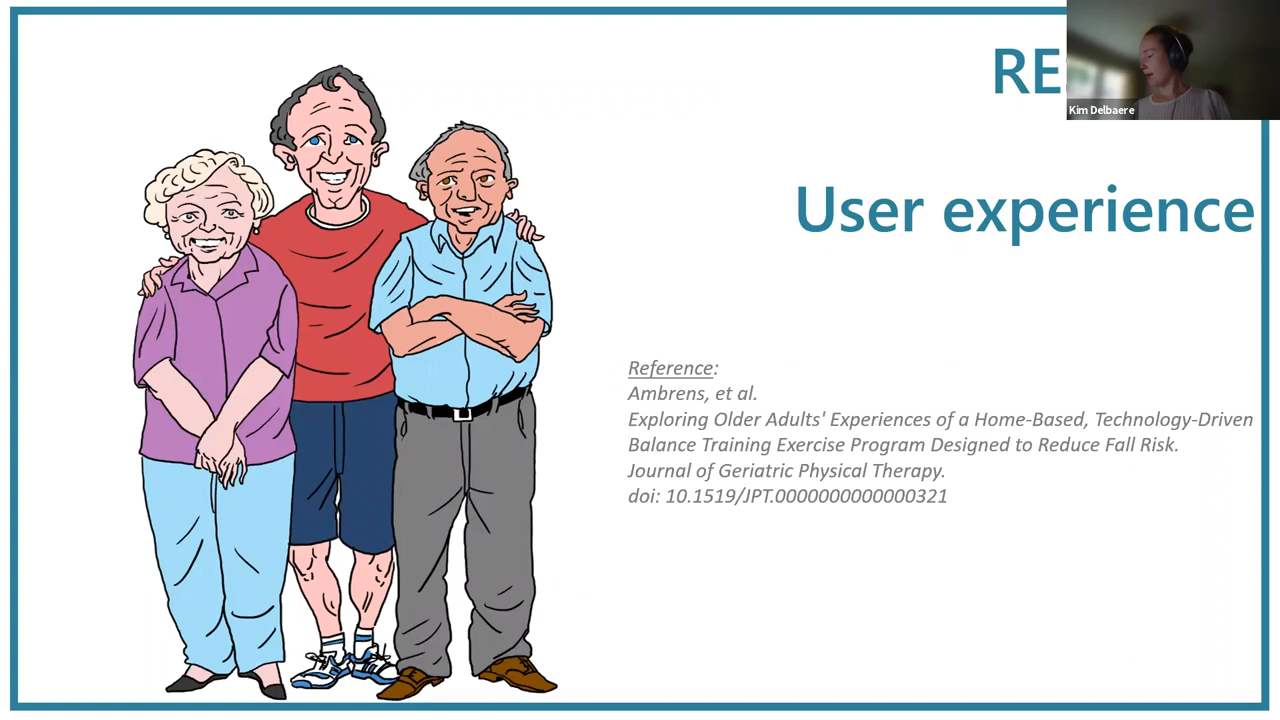 Kim Delbaere
User experience
Reference:
Ambrens, et al.
Exploring Older Adults' Experiences of a Home-Based, Technology-Driven
Balance Training Exercise Program Designed to Reduce Fall Risk.
Journal of Geriatric Physical Therapy.
doi: 10.1519/JPT.0000000000000321